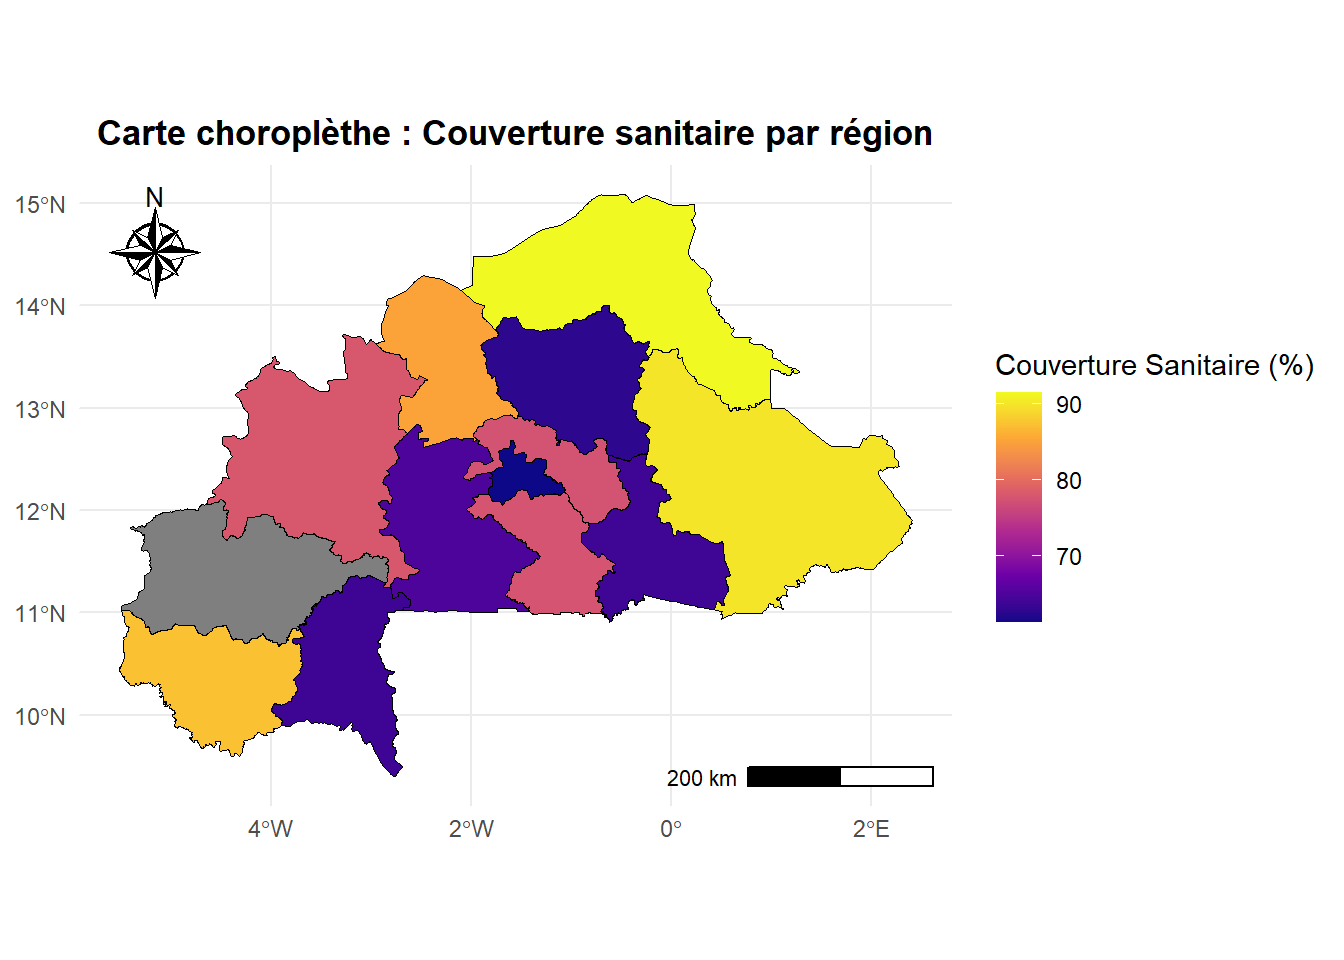 Carte choroplèthe : Couverture sanitaire par région
N
15°N
14°N
13°N
12°N
11°N
10°N
4°W
2°W
0°
2°E
200 km
Couverture Sanitaire (%)
90
80
70